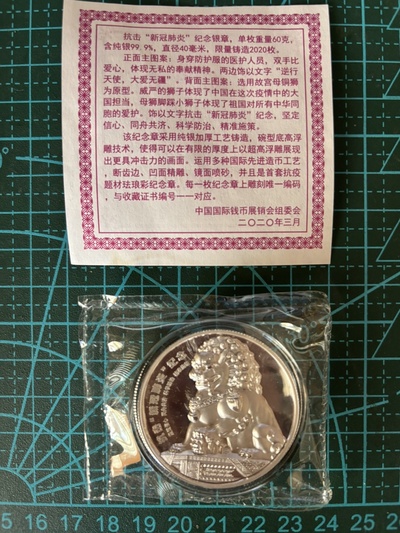 抗击“新冠肺炎”纪念银章，单枚重量60克，
含纯银99.9%，直径40毫米，限量铸造2020枚。
正面主图案：身穿防护服的医护人员，双手比
爱心，体现无私的奉献精神。两边饰以文字“逆行
天使，大爱无疆”。背面主图案：选用故宫母铜狮
为原型。威严的狮子体现了中国在这次疫情中的大
国担当，母狮脚踩小狮子体现了祖国对所有中华同
胞的爱护。饰以文字抗击“新冠肺炎”纪念、坚定
信心、同舟共济、科学防治、精准施策。
该纪念章采用纯银加厚工艺铸造、碗型底高浮
雕技术，使得可以在有限的厚度上以超高浮雕展
现出更具冲击力的画面。运用多种国际先进造币工艺
，断齿边、凹面精雕、镜面喷砂，并且是首套抗疫
题材珐琅彩纪念章。每一枚纪念章上雕刻唯一编码
，与收藏证书编号一一对应。
中国国际钱币展销会组委会
二〇二〇年三月
抗击“新冠肺炎”纪念
15 16 17 18 19 20 21 22 23 24 25 26 27 28 29 30 31